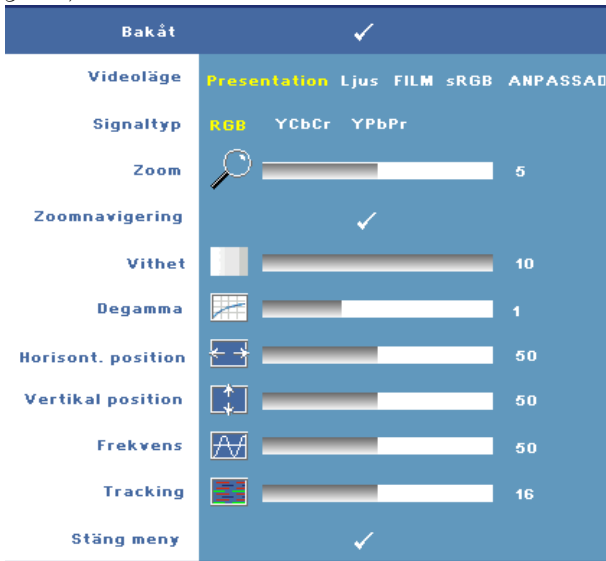 Bakåt
Videoläge Presentation Ljus FILM sRGB ANPASSAD
Signaltyp RGB YCbCr YPbPr
Zoom 5
Zoomnavigering
Vithet 10
Degamma 1
Horisont. position 50
Vertikal position 50
Frekvens 50
Tracking 16
Stäng meny